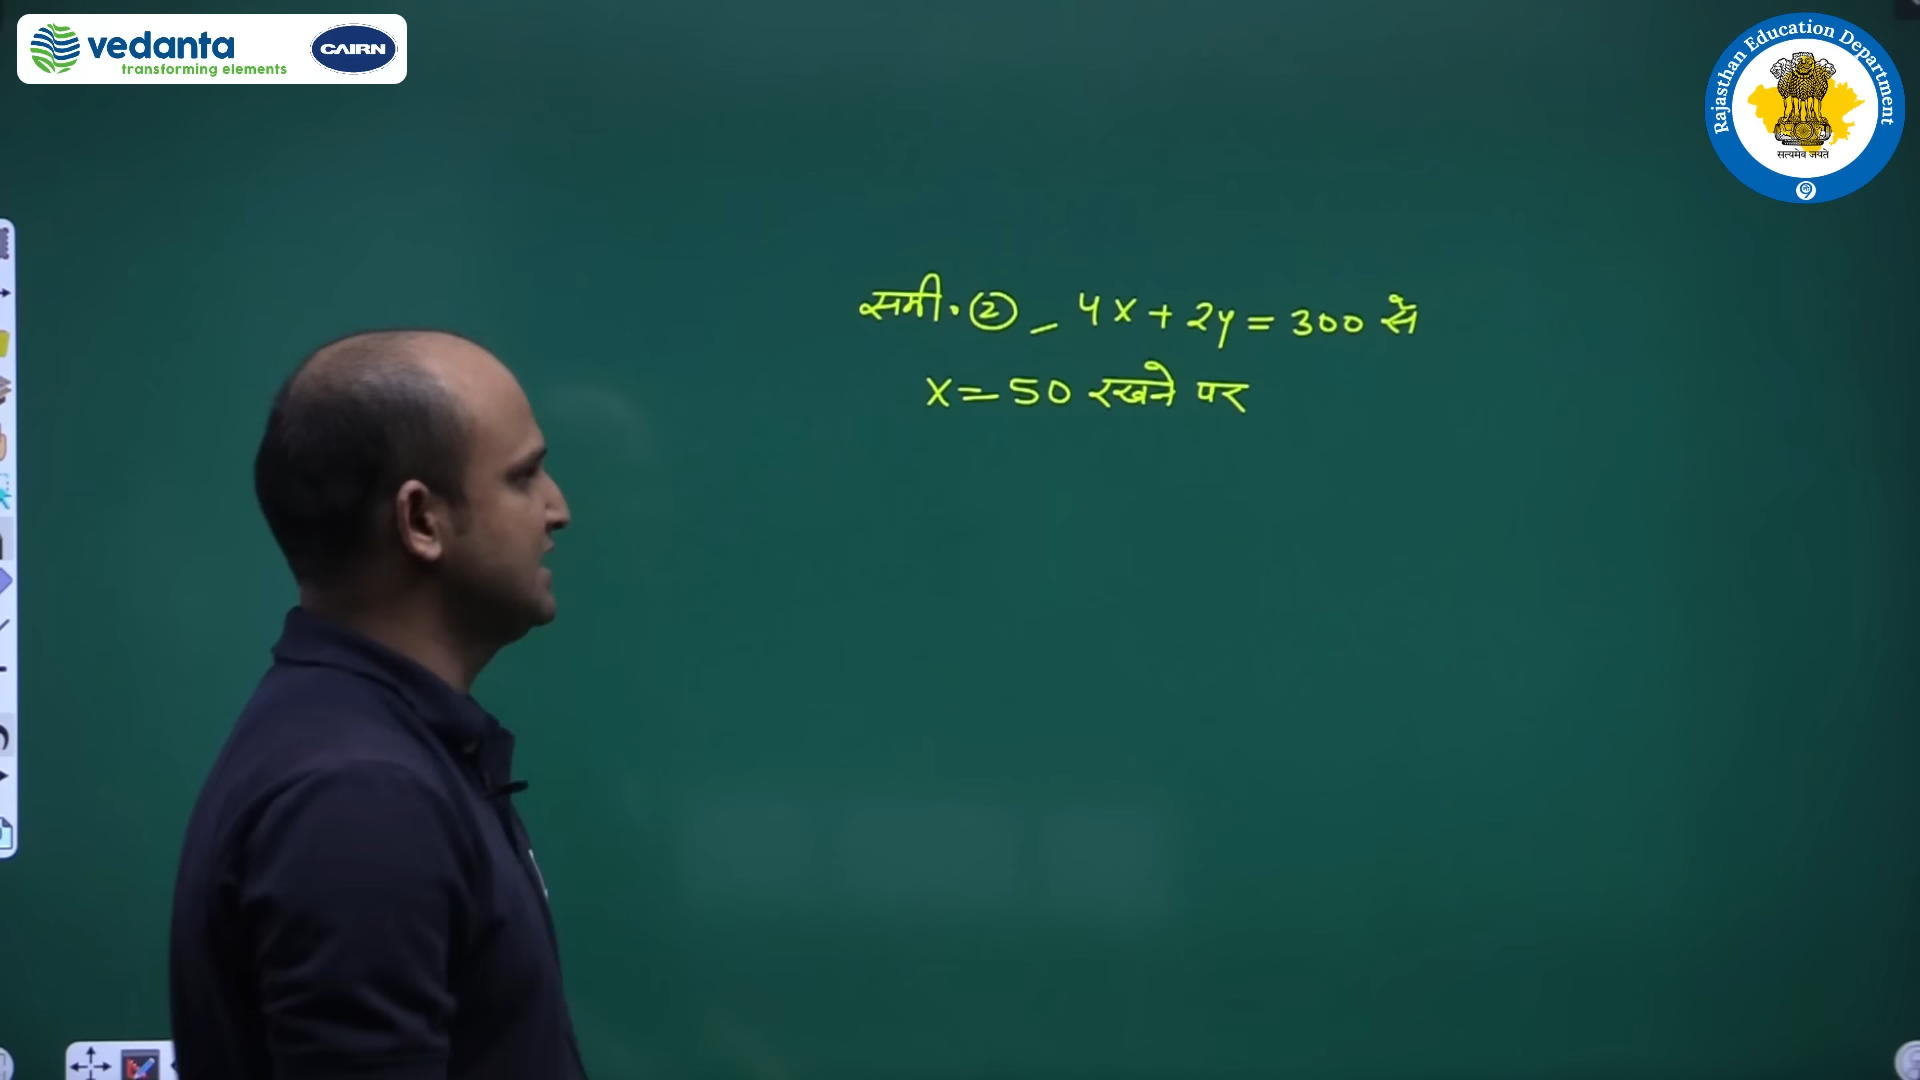 vedanta
transforming elements
CAIRN
Rajasthan Education Department
सत्यमेव जयते
समी. ② - 4x + 2y = 300 से
x = 50 रखने पर